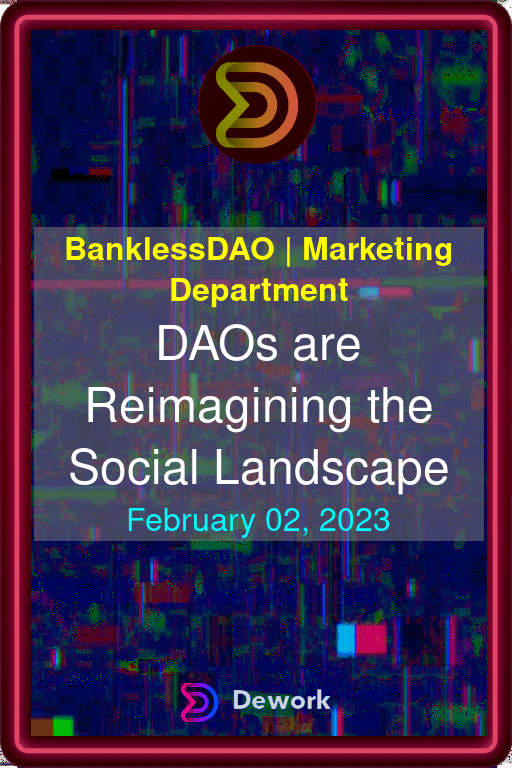 BanklessDAO | Marketing
Department
DAOs are
Reimagining the
Social Landscape
February 02, 2023
Dework